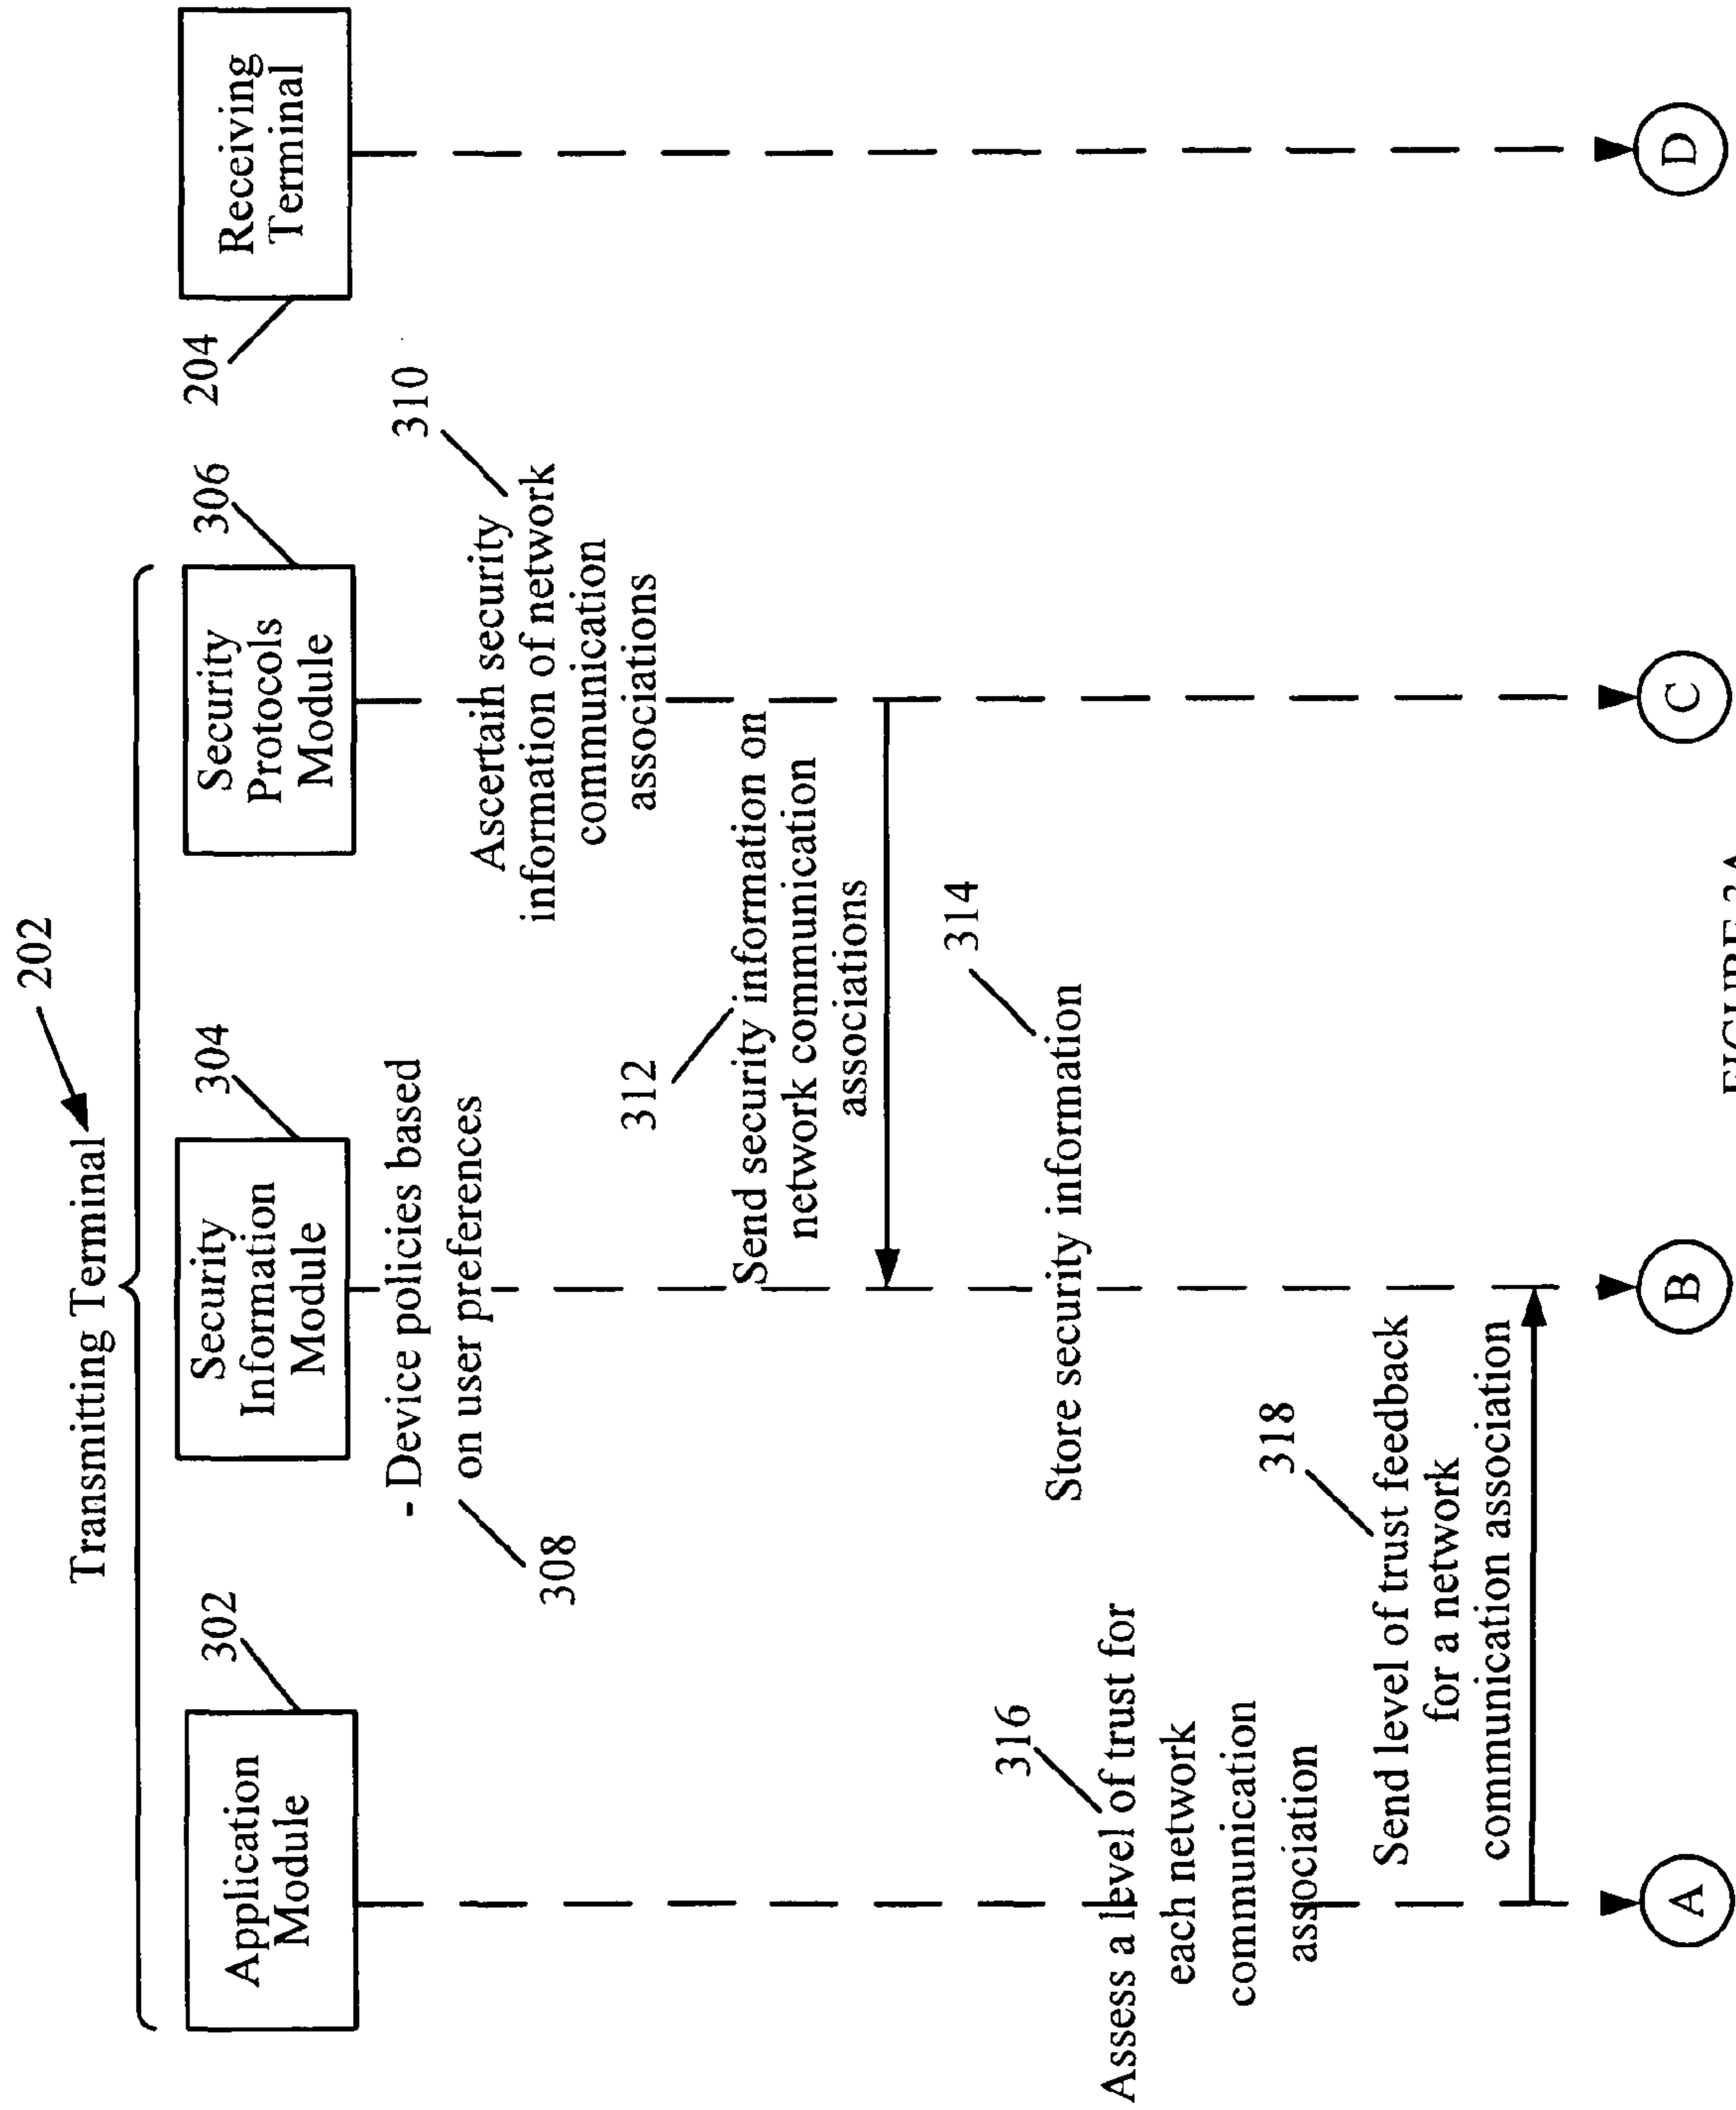 Transmitting Terminal
202
302
304
306
204
Application
Module
Security
Information
Module
Security
Protocols
Module
Receiving
Terminal
- Device policies based
on user preferences
308
310
Ascertain security
information of network
communication
associations
312
Send security information on
network communication
associations
314
Store security information
316
Assess a level of trust for
each network
communication
association
318
Send level of trust feedback
for a network
communication association
A
B
C
D
FIGURE 3A